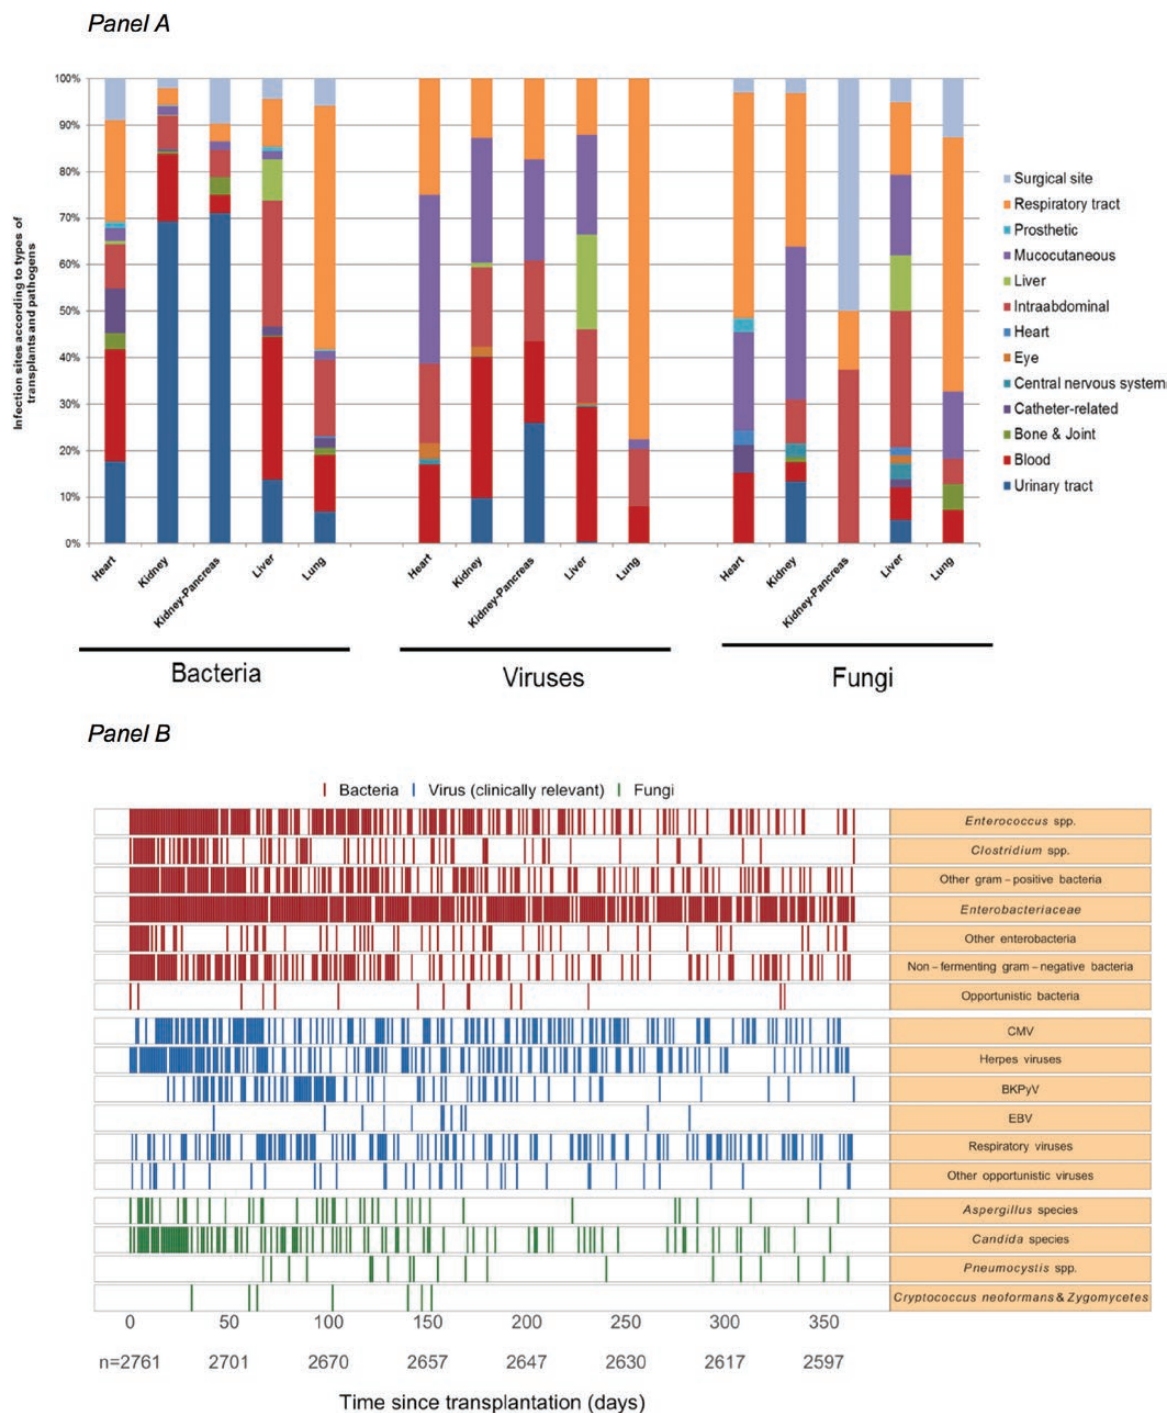 Panel A
Infection sites according to types of
transplants and pathogens
100%
90%
80%
70%
60%
50%
40%
30%
20%
10%
0%
Heart
Kidney
Kidney-Pancreas
Liver
Lung
Heart
Kidney
Kidney-Pancreas
Liver
Lung
Heart
Kidney
Kidney-Pancreas
Liver
Lung
Bacteria
Viruses
Fungi
Surgical site
Respiratory tract
Prosthetic
Mucocutaneous
Liver
Intraabdominal
Heart
Eye
Central nervous system
Catheter-related
Bone & Joint
Blood
Urinary tract
Panel B
Bacteria Virus (clinically relevant) Fungi
Enterococcus spp.
Clostridium spp.
Other gram-positive bacteria
Enterobacteriaceae
Other enterobacteria
Non-fermenting gram-negative bacteria
Opportunistic bacteria
CMV
Herpes viruses
BKPyV
EBV
Respiratory viruses
Other opportunistic viruses
Aspergillus species
Candida species
Pneumocystis spp.
Cryptococcus neoformans & Zygomycetes
0 50 100 150 200 250 300 350
n=2761 2701 2670 2657 2647 2630 2617 2597
Time since transplantation (days)